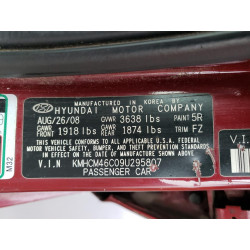 MANUFACTURED IN KOREA BY
HYUNDAI MOTOR COMPANY
AUG/26/08 GVWR 3638 lbs PAINT 5R
GAWR FRONT 1918 lbs GAWR REAR 1874 lbs TRIM FZ
THIS VEHICLE CONFORMS TO ALL APPLICABLE U.S. FEDERAL
MOTOR VEHICLE SAFETY, BUMPER, AND THEFT PREVENTION
STANDARDS IN EFFECT ON THE DATE OF MANUFACTURE
SHOWN ABOVE.
V.I.N KMHCM46C09U295807
PASSENGER CAR
M32
V.I.